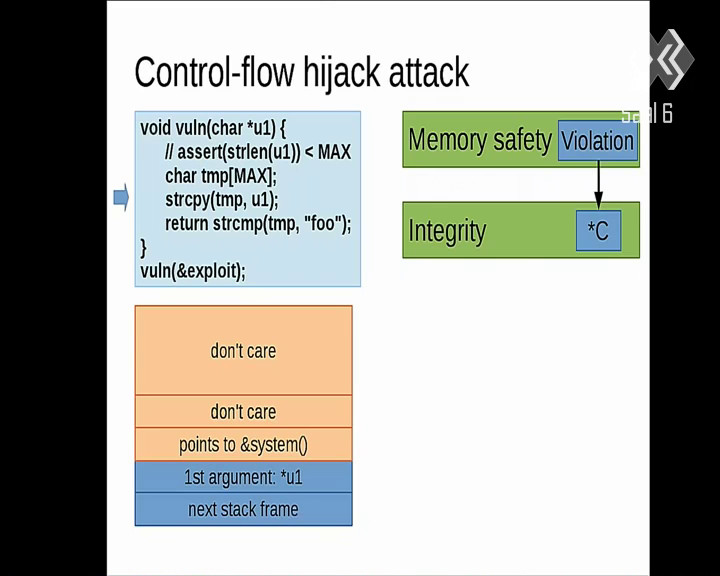 Control-flow hijack attack
void vuln(char *u1) {
// assert(strlen(u1)) < MAX
char tmp[MAX];
strcpy(tmp, u1);
return strcmp(tmp, "foo");
}
vuln(&exploit);
Memory safety
Violation
Integrity
*C
don't care
don't care
points to &system()
1st argument: *u1
next stack frame
Saal 6